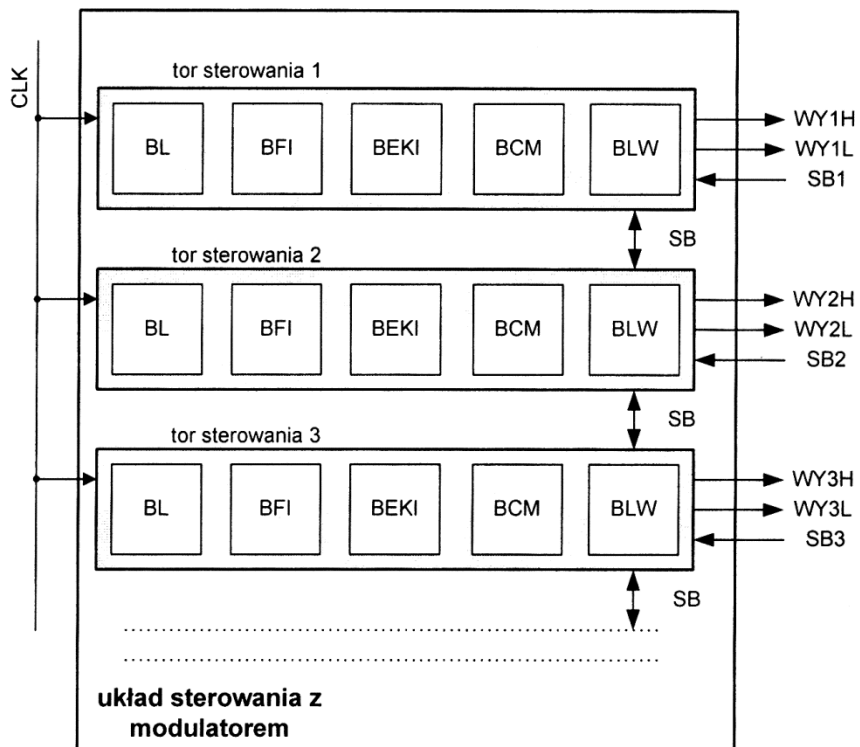 CLK
tor sterowania 1
BL BFI BEKI BCM BLW
WY1H
WY1L
SB1
SB
tor sterowania 2
BL BFI BEKI BCM BLW
WY2H
WY2L
SB2
SB
tor sterowania 3
BL BFI BEKI BCM BLW
WY3H
WY3L
SB3
SB
układ sterowania z
modulatorem